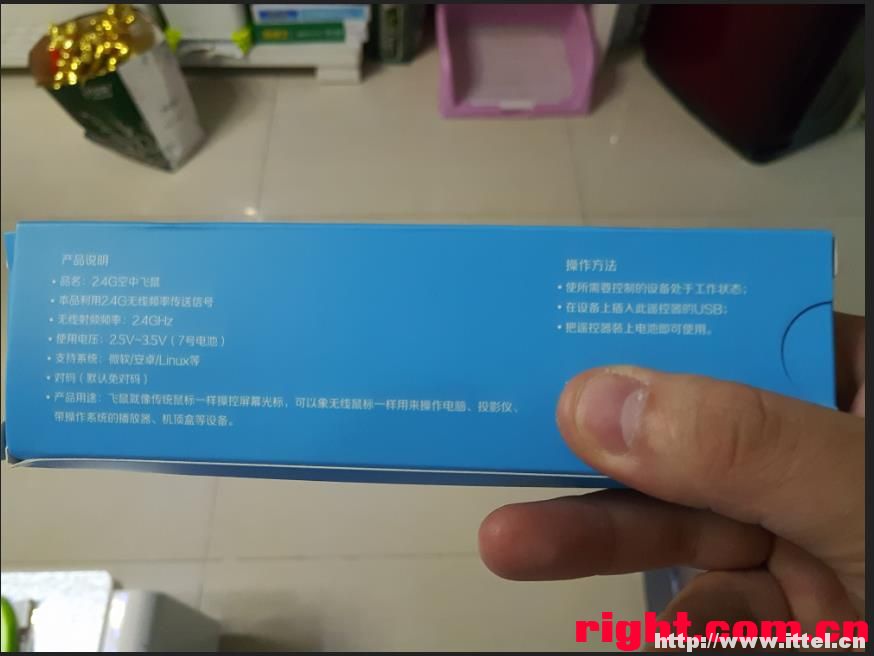 产品说明
• 品名：2.4G空中飞鼠
• 本品利用2.4G无线频率传送信号
• 无线射频频率：2.4GHz
• 使用电压：2.5V~3.5V（7号电池）
• 支持系统：微软/安卓/Linux等
• 对码（默认免对码）
• 产品用途：飞鼠就像传统鼠标一样操控屏幕光标，可以象无线鼠标一样用来操作电脑、投影仪、
带操作系统的播放器、机顶盒等设备。
操作方法
• 使所需要控制的设备处于工作状态；
• 在设备上插入此遥控器的USB；
• 把遥控器装上电池即可使用。
right.com.cn
http://www.ittel.cn